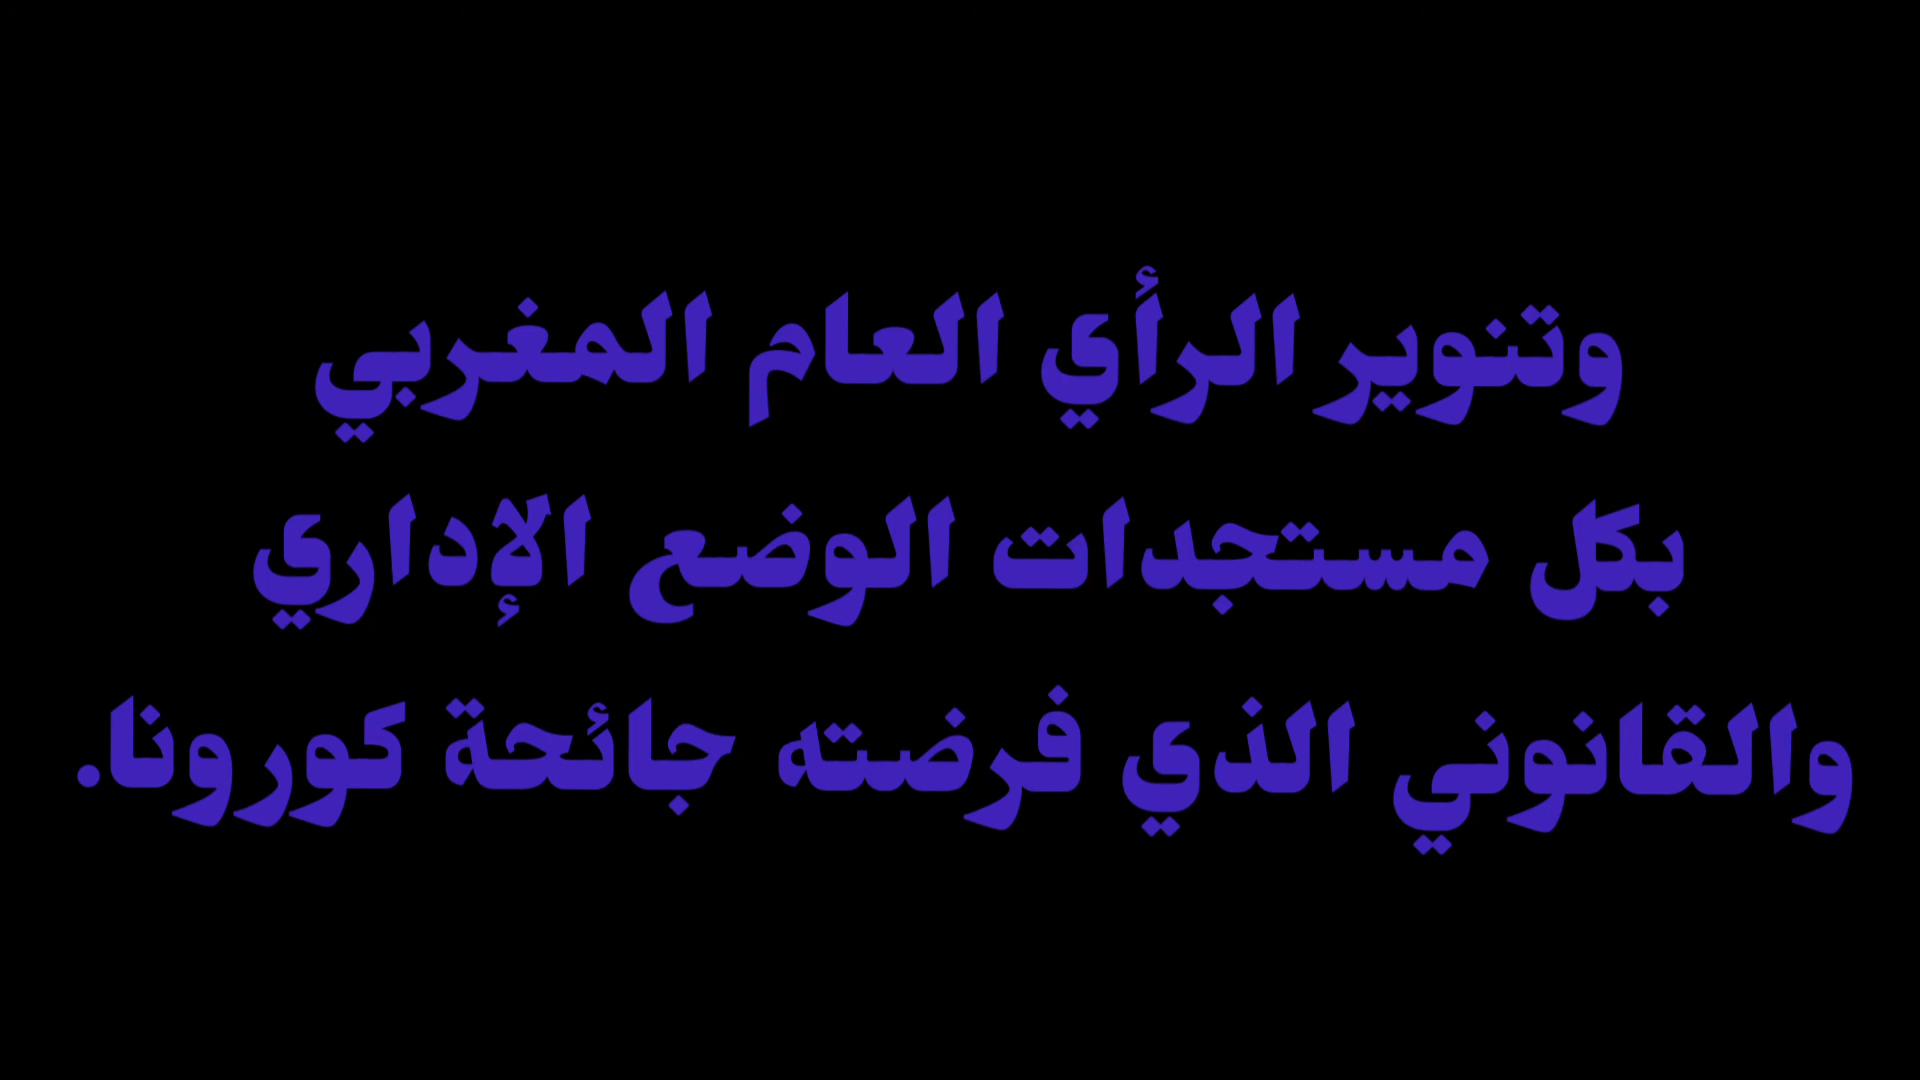 وتنوير الرأي العام المغربي
بكل مستجدات الوضع الإداري
والقانوني الذي فرضته جائحة كورونا.